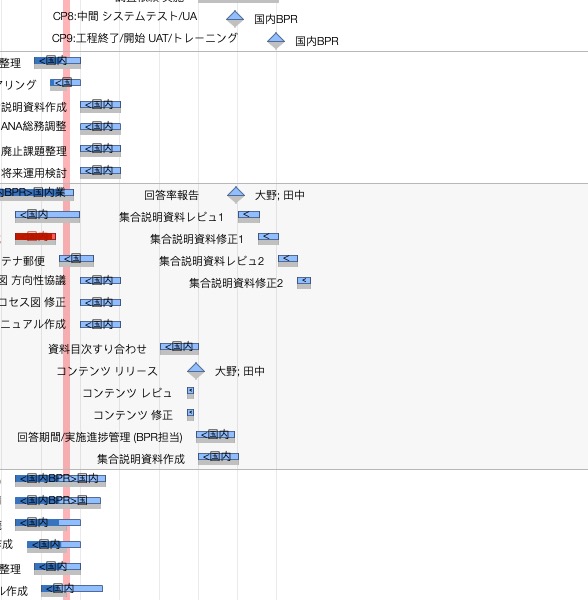 CP8:中間 システムテスト/UA 国内BPR
CP9:工程終了/開始 UAT/トレーニング 国内BPR
整理 <国内
アリング <国
説明資料作成 <国内
ANA総務調整 <国内
廃止課題整理 <国内
将来運用検討 <国内
内BPR>国内業 回答率報告 大野; 田中
<国内 集合説明資料レビュ1 <
国内 集合説明資料修正1 <
テナ郵便 <国 集合説明資料レビュ2 <
図 方向性協議 <国内 集合説明資料修正2 <
コセス図 修正 <国内
ニュアル作成 <国内
資料目次すり合わせ <国内
コンテンツ リリース 大野; 田中
コンテンツ レビュ <
コンテンツ 修正 <
回答期間/実施進捗管理 (BPR担当) <国内
集合説明資料作成 <国内
<国内BPR>国内
<国内BPR>国
<国内
作成 <国内
整理 <国内
ル作成 <国内